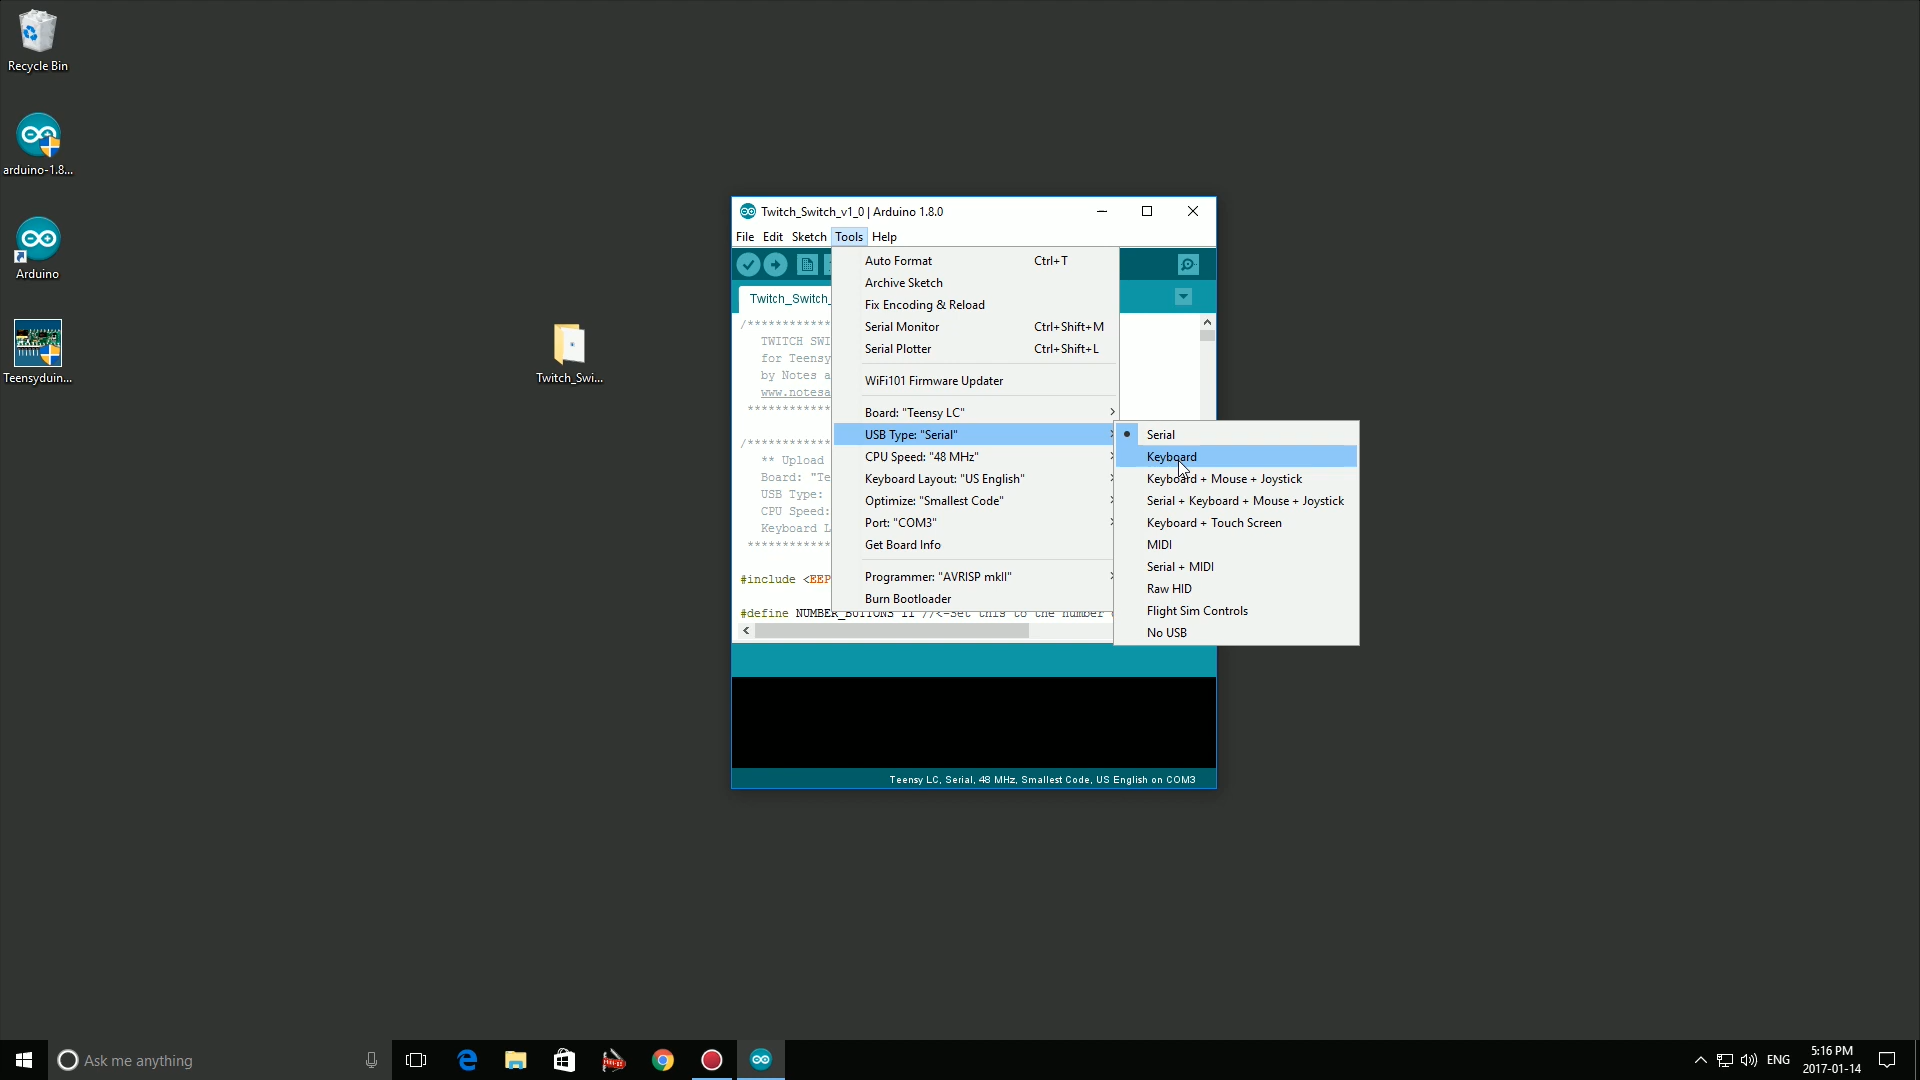 Recycle Bin
arduino-1.8...
Arduino
Teensyduin...
Twitch_Swi...
Twitch_Switch_v1_0 | Arduino 1.8.0
File Edit Sketch Tools Help
Twitch_Switch_
/************
TWITCH SWI
for Teensy
by Notes a
www.notesa
************
/************
** Upload
Board: "Te
USB Type:
CPU Speed:
Keyboard L
************
#include <EEP
#define NUMBER_BUTTONS 11 //<-Set this to the number
Auto Format Ctrl+T
Archive Sketch
Fix Encoding & Reload
Serial Monitor Ctrl+Shift+M
Serial Plotter Ctrl+Shift+L
WiFi101 Firmware Updater
Board: "Teensy LC"
USB Type: "Serial"
CPU Speed: "48 MHz"
Keyboard Layout: "US English"
Optimize: "Smallest Code"
Port: "COM3"
Get Board Info
Programmer: "AVRISP mkII"
Burn Bootloader
Serial
Keyboard
Keyboard + Mouse + Joystick
Serial + Keyboard + Mouse + Joystick
Keyboard + Touch Screen
MIDI
Serial + MIDI
Raw HID
Flight Sim Controls
No USB
Teensy LC, Serial, 48 MHz, Smallest Code, US English on COM3
Ask me anything
ENG
5:16 PM
2017-01-14